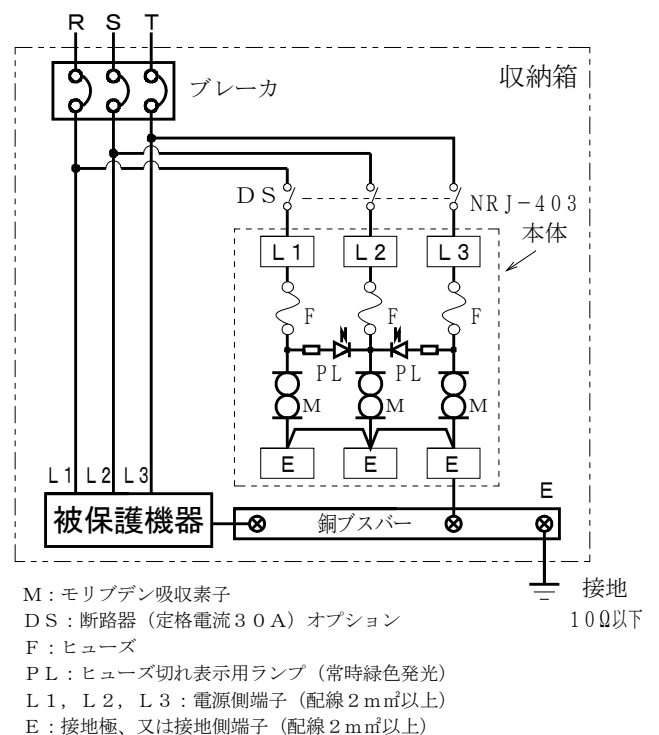 R S T
ブレーカ
収納箱
DS
NRJ-403
本体
L1 L2 L3
F F F
PL PL
M M M
E E E
L1 L2 L3
E
被保護機器
銅ブスバー
接地
10Ω以下
M：モリブデン吸収素子
DS：断路器（定格電流30A）オプション
F：ヒューズ
PL：ヒューズ切れ表示用ランプ（常時緑色発光）
L1，L2，L3：電源側端子（配線2m㎡以上）
E：接地極、又は接地側端子（配線2m㎡以上）